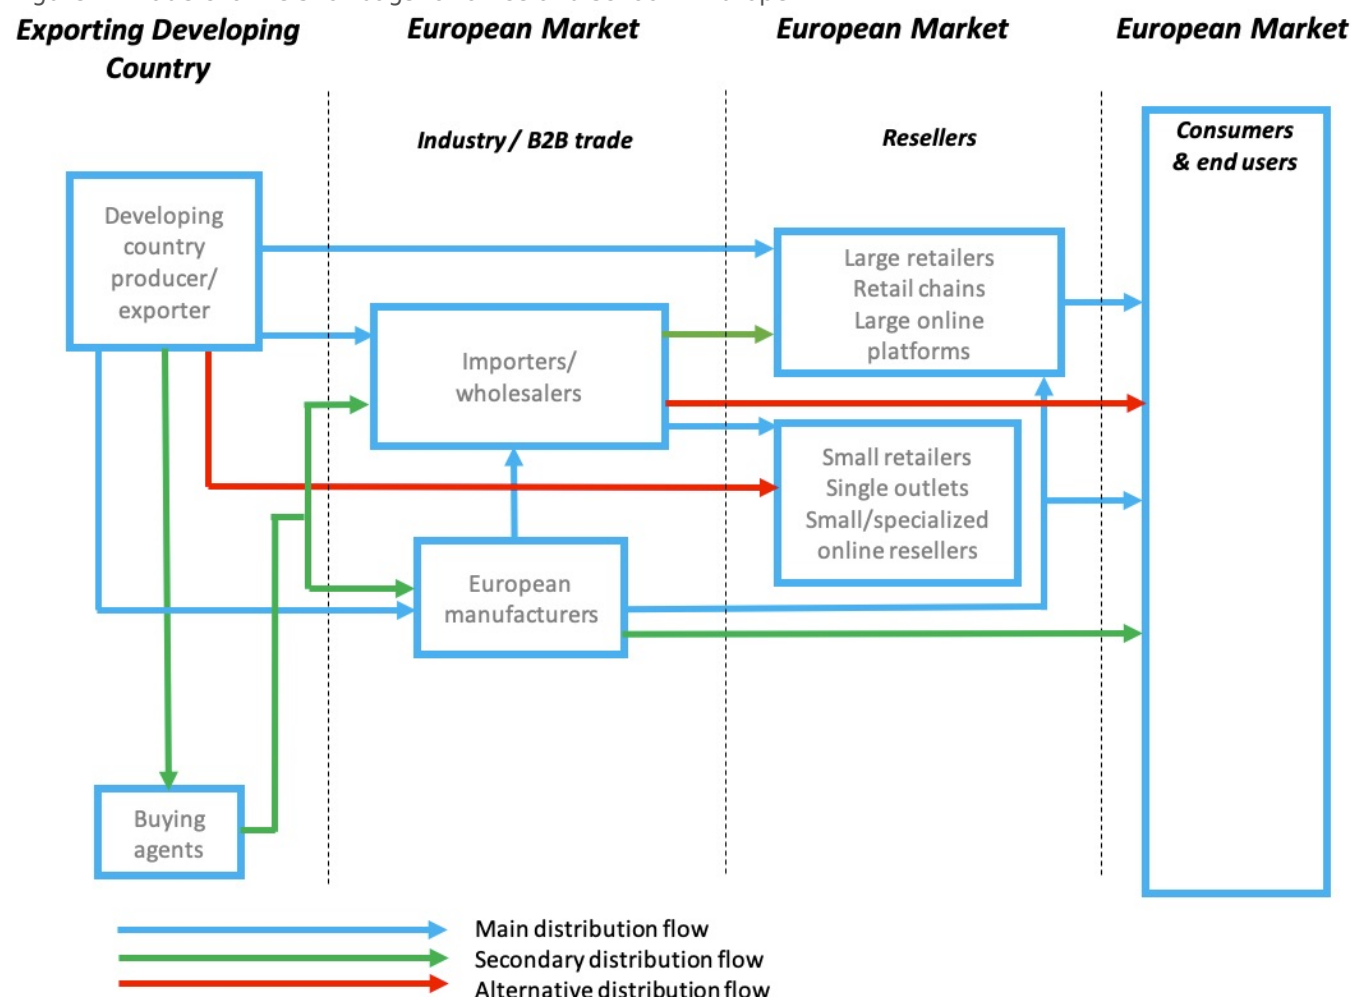 Exporting Developing
Country
European Market
European Market
European Market
Industry / B2B trade
Resellers
Consumers
& end users
Developing
country
producer/
exporter
Large retailers
Retail chains
Large online
platforms
Importers/
wholesalers
Small retailers
Single outlets
Small/specialized
online resellers
European
manufacturers
Buying
agents
Main distribution flow
Secondary distribution flow
Alternative distribution flow